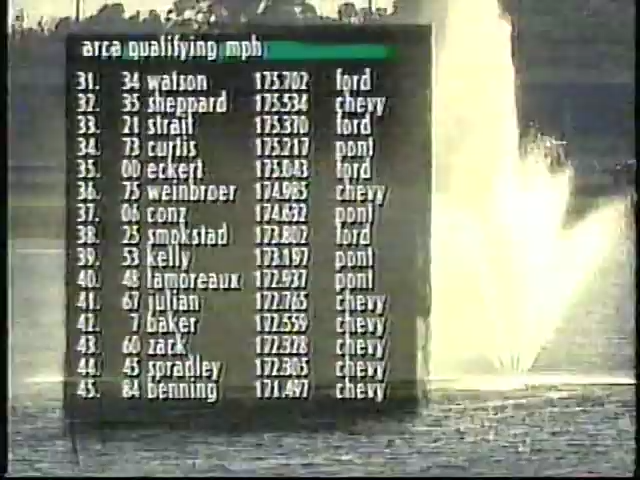 arca qualifying mph
31. 34 watson 175.702 ford
32. 35 sheppard 175.534 chevy
33. 21 strait 175.370 ford
34. 73 curtis 175.217 pont
35. 00 eckert 175.043 ford
36. 75 weinbroer 174.985 chevy
37. 06 conz 174.632 pont
38. 25 smokstad 173.802 ford
39. 53 kelly 173.197 pont
40. 48 lamoreaux 172.937 pont
41. 67 julian 172.765 chevy
42. 7 baker 172.559 chevy
43. 60 zack 172.328 chevy
44. 45 spradley 172.305 chevy
45. 84 benning 171.497 chevy